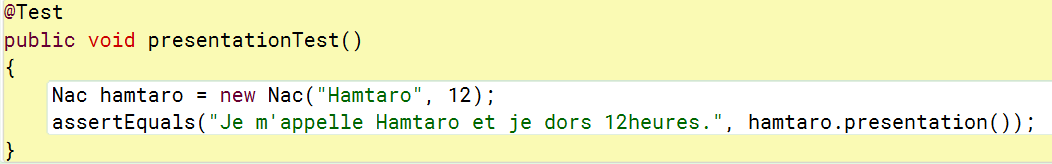 @Test
public void presentationTest()
{
Nac hamtaro = new Nac("Hamtaro", 12);
assertEquals("Je m'appelle Hamtaro et je dors 12heures.", hamtaro.presentation());
}